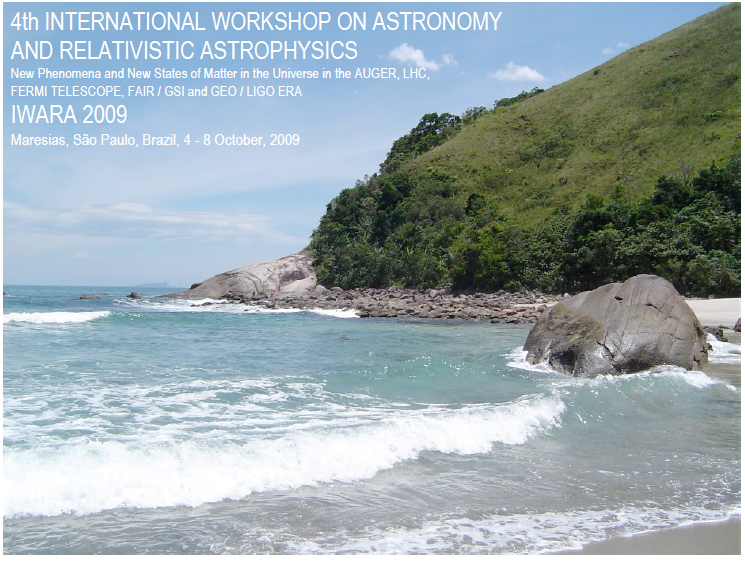 4th INTERNATIONAL WORKSHOP ON ASTRONOMY
AND RELATIVISTIC ASTROPHYSICS
New Phenomena and New States of Matter in the Universe in the AUGER, LHC,
FERMI TELESCOPE, FAIR / GSI and GEO / LIGO ERA
IWARA 2009
Maresias, São Paulo, Brazil, 4 - 8 October, 2009